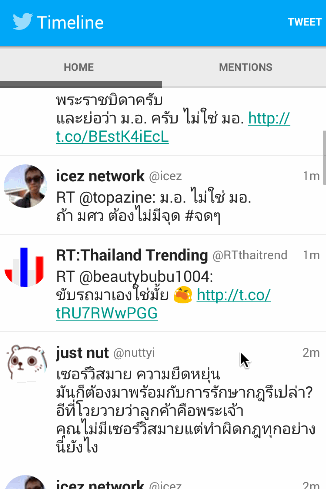 Timeline
TWEET
HOME
MENTIONS
พระราชบิดาครับ
และย่อว่า ม.อ. ครับ ไม่ใช่ มอ. http://
t.co/BEstK4iEcL
icez network @icez 1m
RT @topazine: ม.อ. ไม่ใช่ มอ.
ถ้า มศว ต้องไม่มีจุด #จดๆ
RT:Thailand Trending @RTthaitrend 1m
RT @beautybubu1004:
ขับรถมาเองใช่มั้ย http://t.co/
tRU7RWwPGG
just nut @nuttyi 2m
เซอร์วิสมาย ความยืดหยุ่น
มันก็ต้องมาพร้อมกับการรักษากฎรึเปล่า?
อีที่โวยวายว่าลูกค้าคือพระเจ้า
คุณไม่มีเซอร์วิสมายแต่ทำผิดกฎทุกอย่าง
นี่ยังไง
icez network @icez 2m